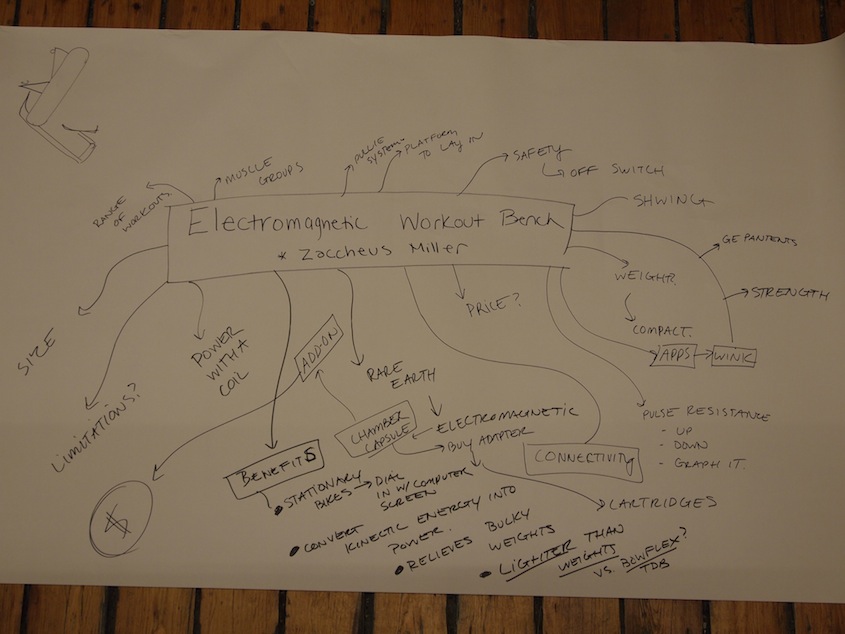 PULLIE
SYSTEM
PLATFORM
TO LAY IN
SAFETY
OFF SWITCH
MUSCLE
GROUPS
RANGE
OF
WORKOUTS.
SHWING
Electromagnetic Workout Bench
* Zaccheus Miller
GE PANTENTS
WEIGHT.
STRENGTH
COMPACT.
APPS
WINK
SIZE
LIMITATIONS?
POWER
WITH A
COIL
ADD-ON
PRICE?
RARE
EARTH
ELECTROMAGNETIC
CHAMBER
CAPSULE
BUY ADAPTER
CONNECTIVITY
PULSE RESISTANCE
- UP
- DOWN
- GRAPH IT.
CARTRIDGES
$
BENEFITS
• STATIONARY
BIKES → DIAL
IN W/ COMPUTER
SCREEN
• CONVERT
KINECTIC ENERGY INTO
POWER.
• RELIEVES BULKY
WEIGHTS
• LIGHTER THAN
WEIGHTS
VS. BOWFLEX?
TDB